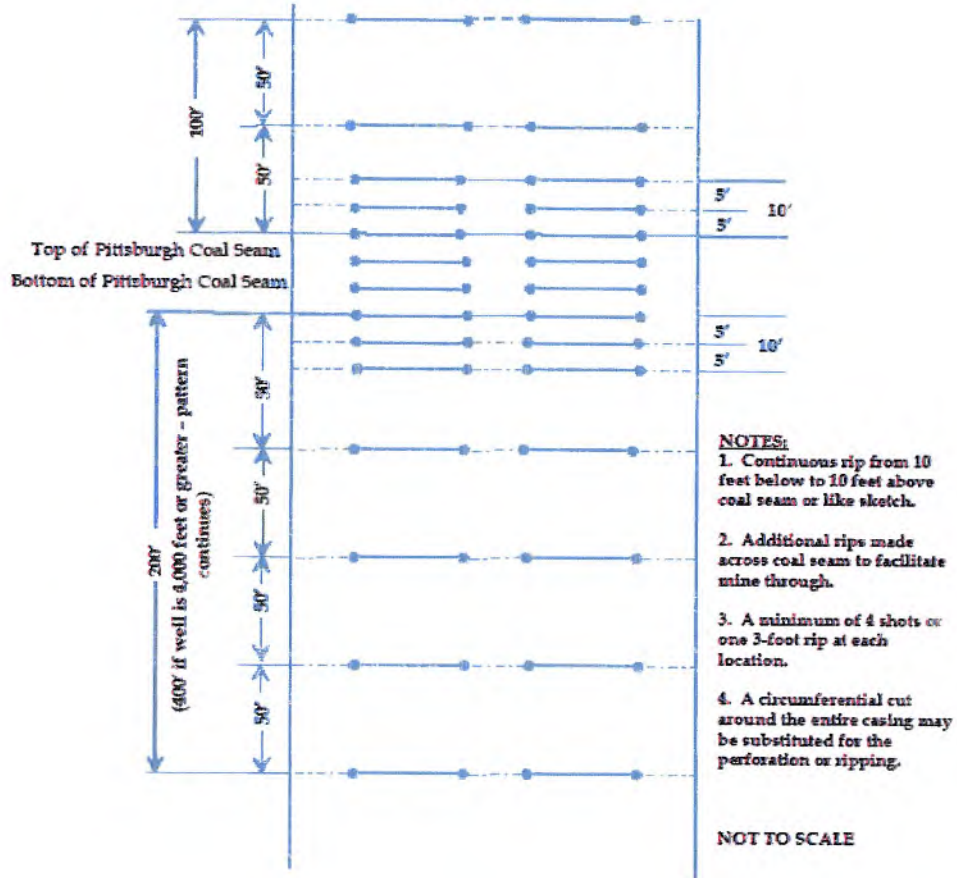 50'
100'
50'
5'
10'
5'
Top of Pittsburgh Coal Seam
Bottom of Pittsburgh Coal Seam
5'
10'
5'
50'
200'
(400' if well is 4,000 feet or greater - pattern
continues)
50'
50'
50'
NOTES:
1. Continuous rip from 10
feet below to 10 feet above
coal seam or like sketch.
2. Additional rips made
across coal seam to facilitate
mine through.
3. A minimum of 4 shots or
one 3-foot rip at each
location.
4. A circumferential cut
around the entire casing may
be substituted for the
perforation or ripping.
NOT TO SCALE